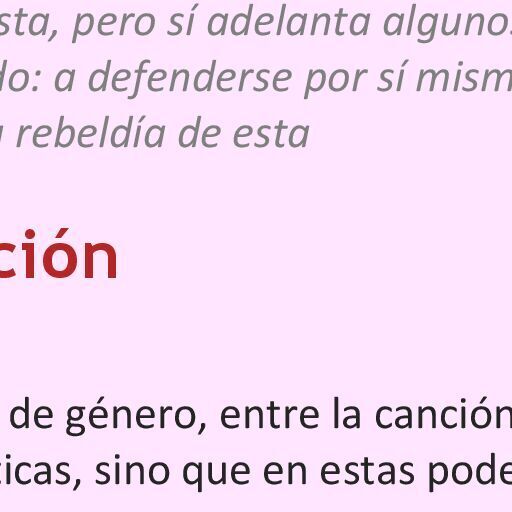 sta, pero sí adelanta alguno
do: a defenderse por sí mism
rebeldía de esta
ción
de género, entre la canción
ticas, sino que en estas pode